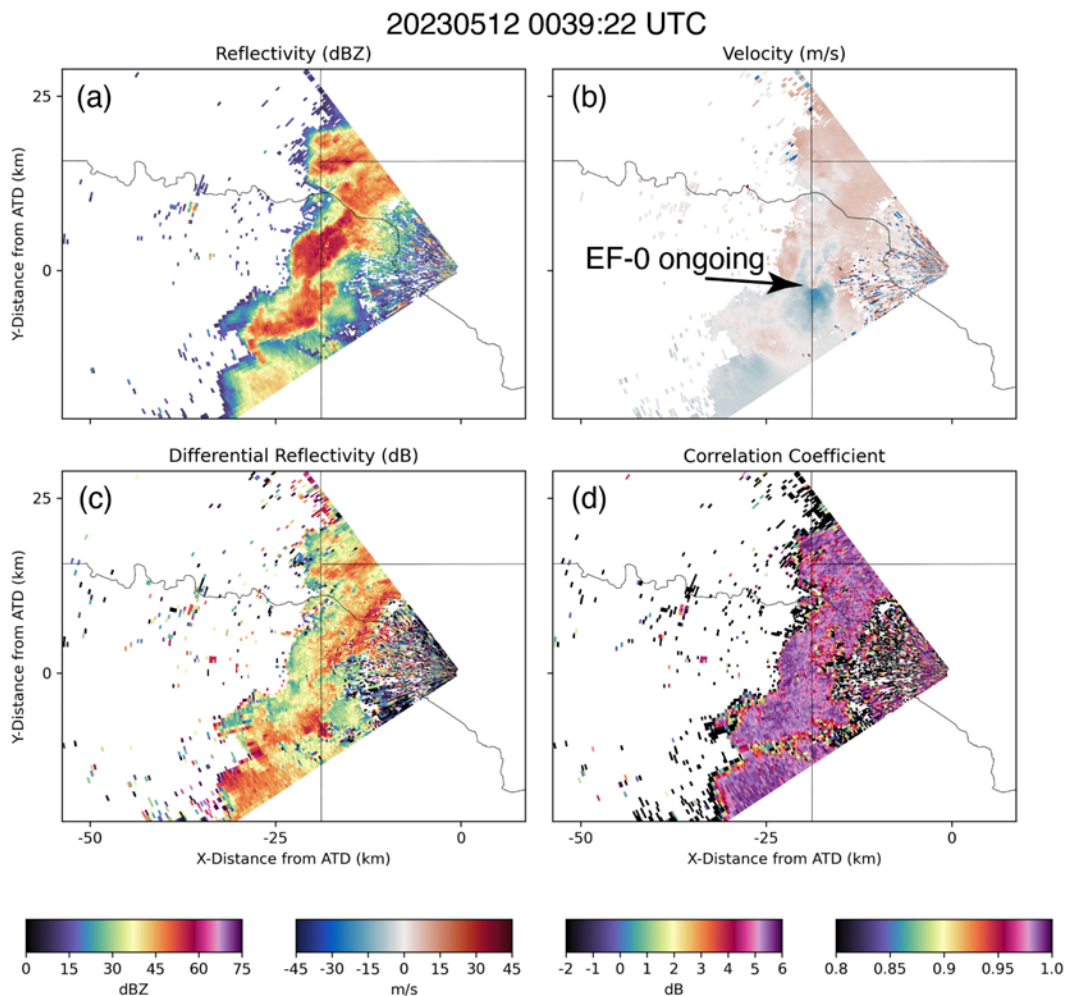 20230512 0039:22 UTC
Reflectivity (dBZ)
Velocity (m/s)
(a)
(b)
25
0
Y-Distance from ATD (km)
EF-0 ongoing
Differential Reflectivity (dB)
Correlation Coefficient
(c)
(d)
25
0
Y-Distance from ATD (km)
-50 -25 0
-50 -25 0
X-Distance from ATD (km)
X-Distance from ATD (km)
0 15 30 45 60 75
dBZ
-45 -30 -15 0 15 30 45
m/s
-2 -1 0 1 2 3 4 5 6
dB
0.8 0.85 0.9 0.95 1.0